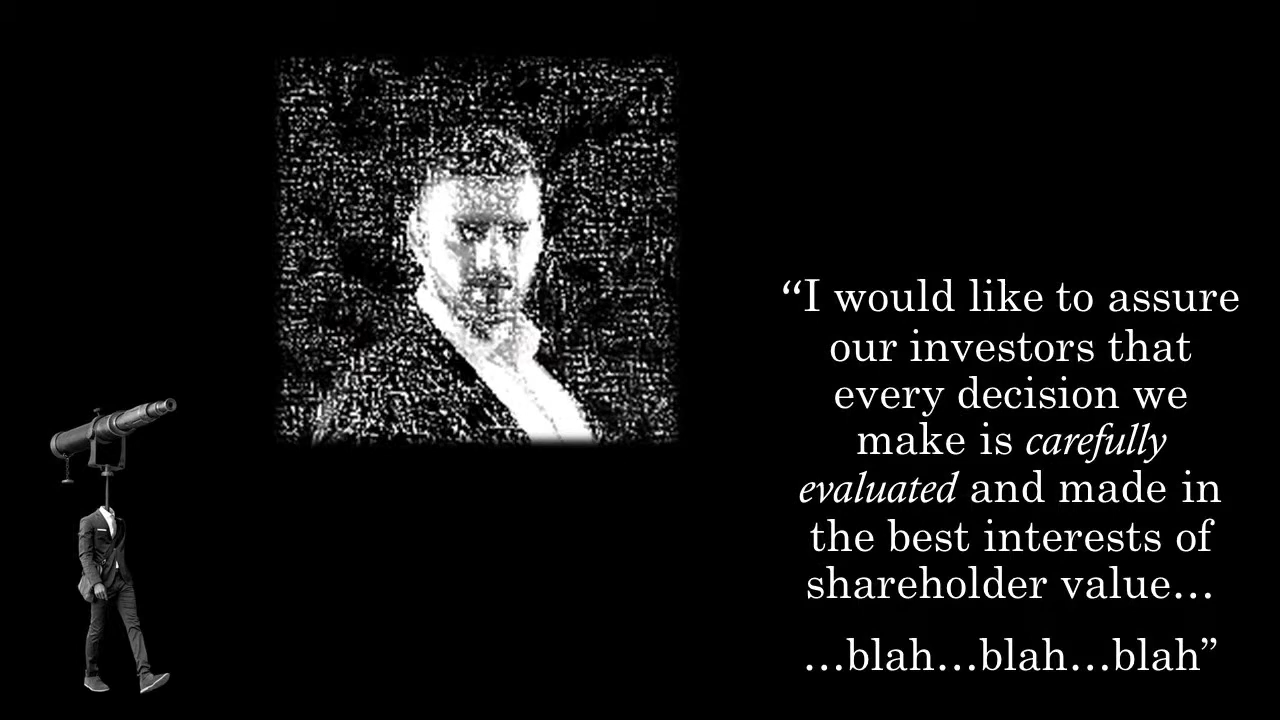 “I would like to assure
our investors that
every decision we
make is carefully
evaluated and made in
the best interests of
shareholder value…
…blah…blah…blah”